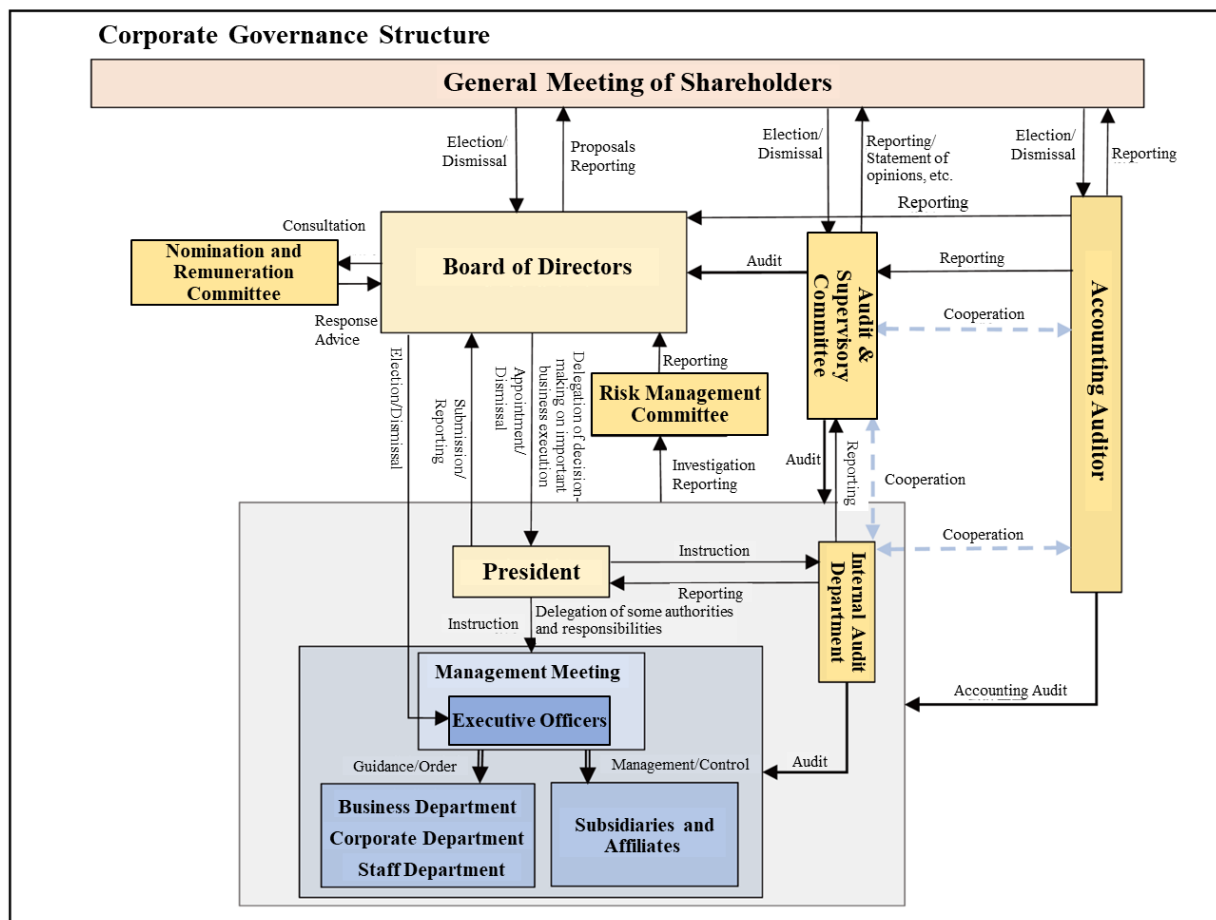 Corporate Governance Structure
General Meeting of Shareholders
Election/
Dismissal
Proposals
Reporting
Election/
Dismissal
Reporting/
Statement of
opinions, etc.
Election/
Dismissal
Reporting
Reporting
Consultation
Nomination and
Remuneration
Committee
Board of Directors
Audit
Audit &
Supervisory
Committee
Reporting
Accounting Auditor
Cooperation
Response
Advice
Election/Dismissal
Submission/
Reporting
Appointment/
Dismissal
Delegation of decision-
making on important
business execution
Reporting
Risk Management
Committee
Investigation
Reporting
Audit
Reporting
Cooperation
Cooperation
President
Instruction
Reporting
Internal Audit
Department
Instruction
Delegation of some authorities
and responsibilities
Management Meeting
Executive Officers
Accounting Audit
Guidance/Order
Management/Control
Audit
Business Department
Corporate Department
Staff Department
Subsidiaries and
Affiliates